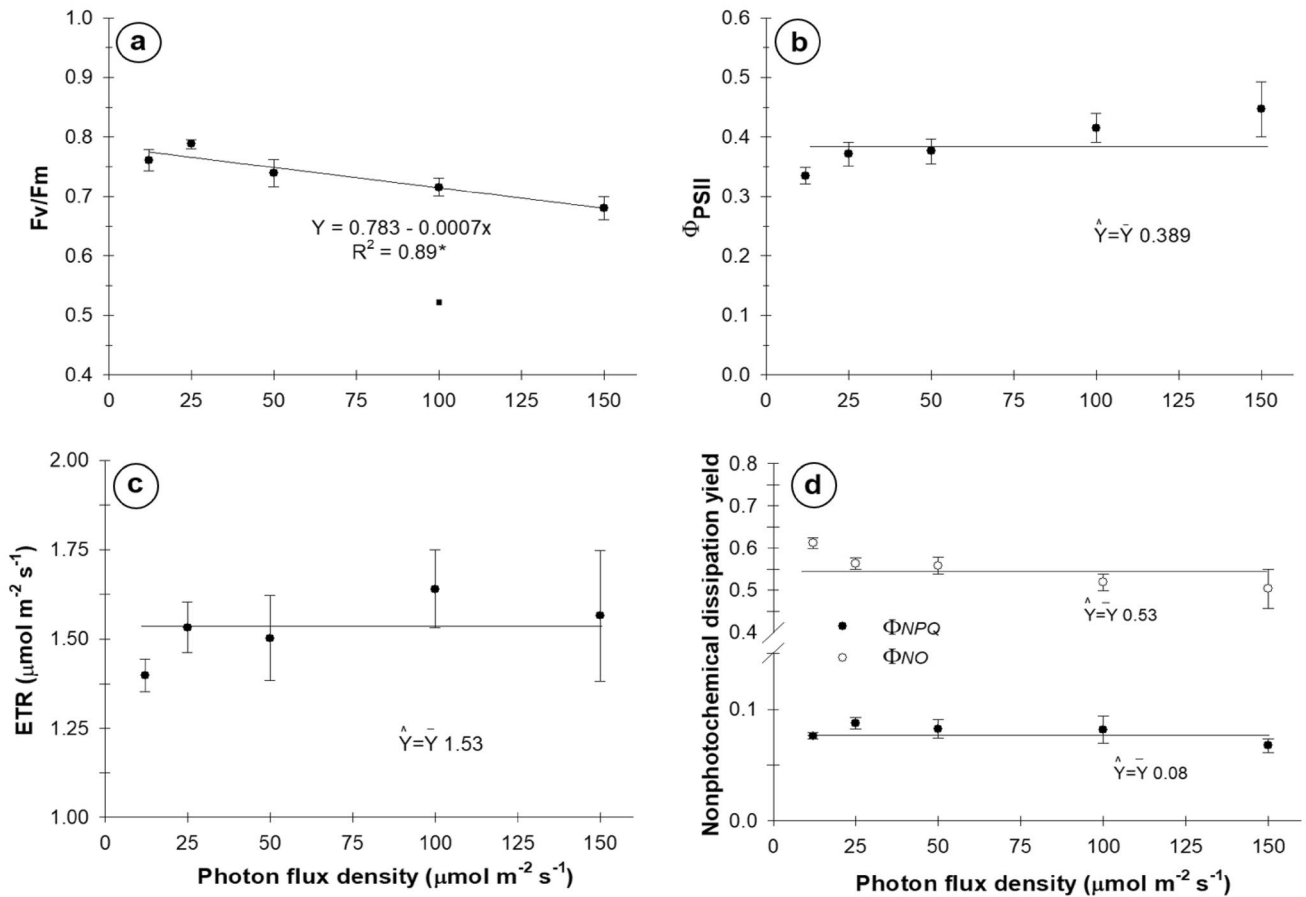 a
1.0
0.9
0.8
0.7
0.6
0.5
0.4
Fv/Fm
Y = 0.783 - 0.0007x
R² = 0.89*
0 25 50 75 100 125 150
b
0.6
0.5
0.4
0.3
0.2
0.1
0.0
ΦPSII
Ŷ=Ȳ 0.389
0 25 50 75 100 125 150
c
2.00
1.75
1.50
1.25
1.00
ETR (μmol m⁻² s⁻¹)
Ŷ=Ȳ 1.53
0 25 50 75 100 125 150
Photon flux density (μmol m⁻² s⁻¹)
d
0.8
0.7
0.6
0.5
0.4
0.1
0.0
Nonphotochemical dissipation yield
Ŷ=Ȳ 0.53
ΦNPQ
ΦNO
Ŷ=Ȳ 0.08
0 25 50 75 100 125 150
Photon flux density (μmol m⁻² s⁻¹)